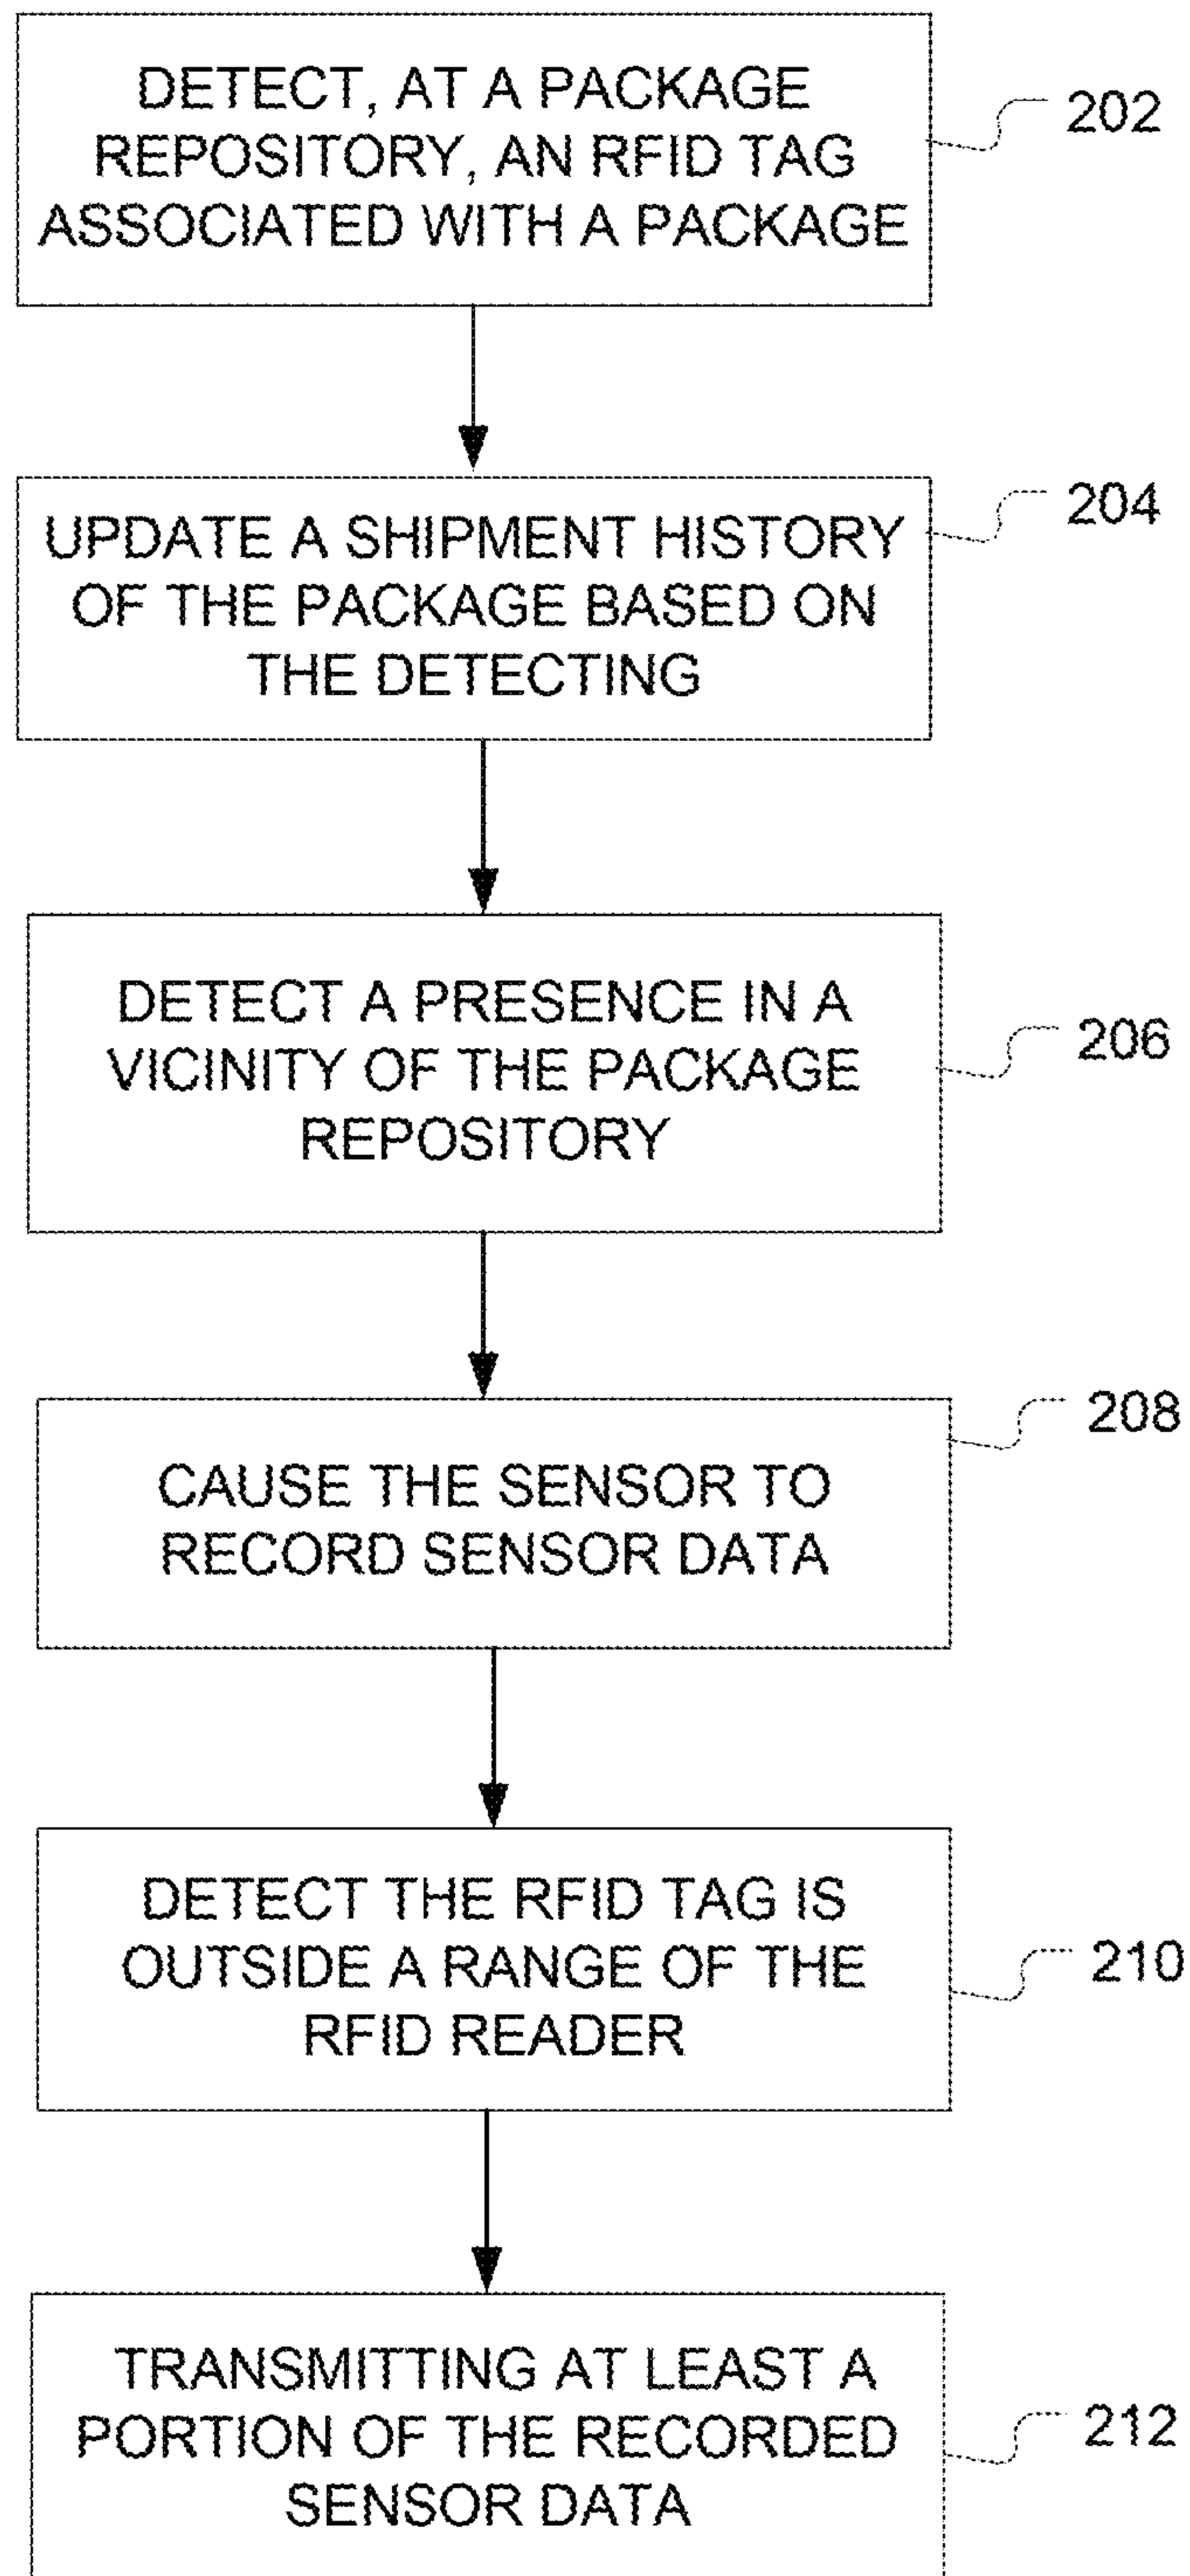 DETECT, AT A PACKAGE
REPOSITORY, AN RFID TAG
ASSOCIATED WITH A PACKAGE
202
UPDATE A SHIPMENT HISTORY
OF THE PACKAGE BASED ON
THE DETECTING
204
DETECT A PRESENCE IN A
VICINITY OF THE PACKAGE
REPOSITORY
206
CAUSE THE SENSOR TO
RECORD SENSOR DATA
208
DETECT THE RFID TAG IS
OUTSIDE A RANGE OF THE
RFID READER
210
TRANSMITTING AT LEAST A
PORTION OF THE RECORDED
SENSOR DATA
212